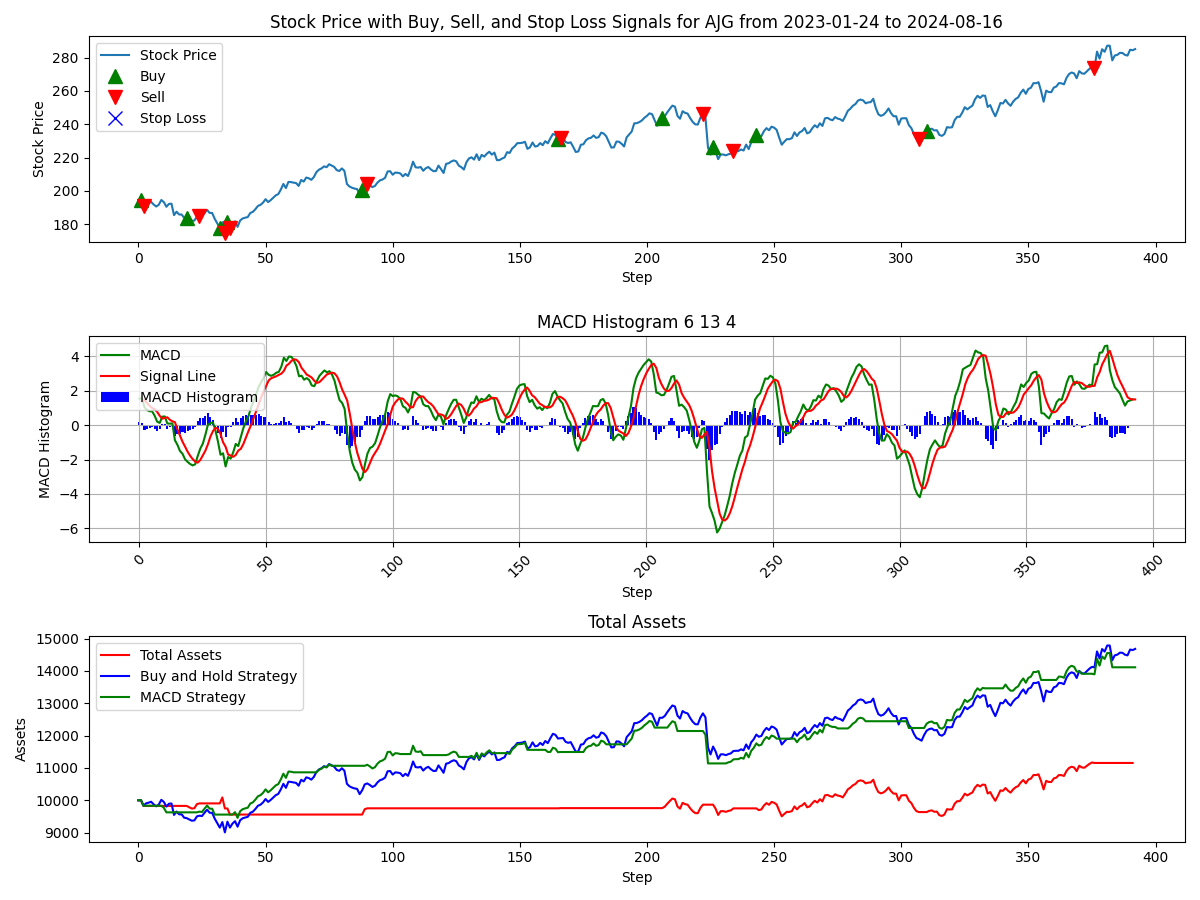 Stock Price with Buy, Sell, and Stop Loss Signals for AJG from 2023-01-24 to 2024-08-16
Stock Price
Buy
Sell
Stop Loss
280
260
240
220
200
180
Stock Price
0 50 100 150 200 250 300 350 400
Step
MACD Histogram 6 13 4
MACD
Signal Line
MACD Histogram
4
2
0
−2
−4
−6
MACD Histogram
0 50 100 150 200 250 300 350 400
Step
Total Assets
Total Assets
Buy and Hold Strategy
MACD Strategy
15000
14000
13000
12000
11000
10000
9000
Assets
0 50 100 150 200 250 300 350 400
Step